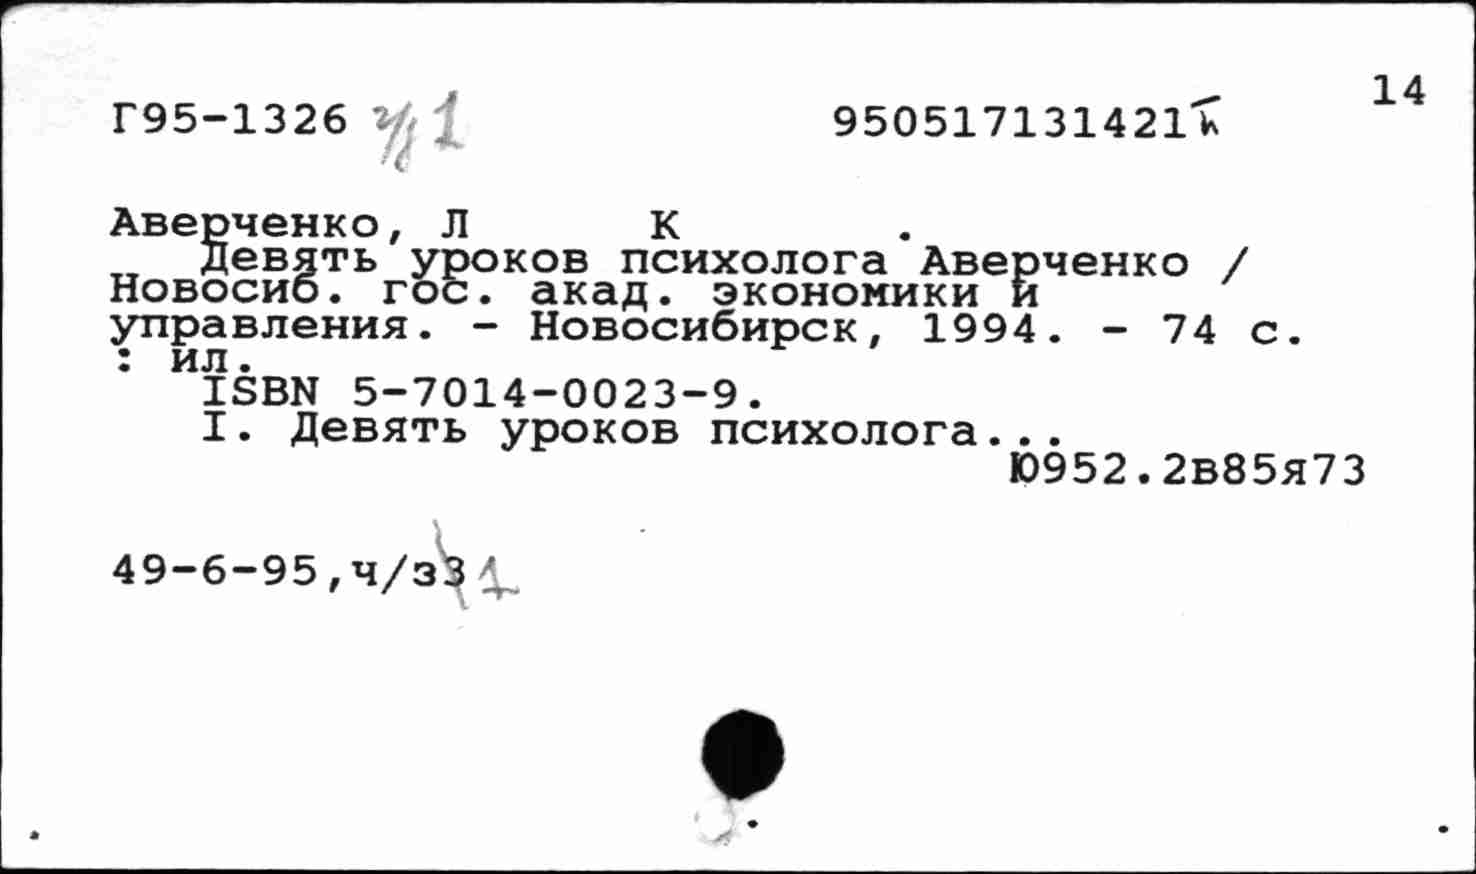 14
Г95-1326 ч/з 1 950517131421
Аверченко, Л К .
Девять уроков психолога Аверченко /
Новосиб. гос. акад. экономики и
управления. - Новосибирск, 1994. - 74 с.
: ил.
ISBN 5-7014-0023-9.
I. Девять уроков психолога...
Ю952.2в85я73
49-6-95,ч/з3 1